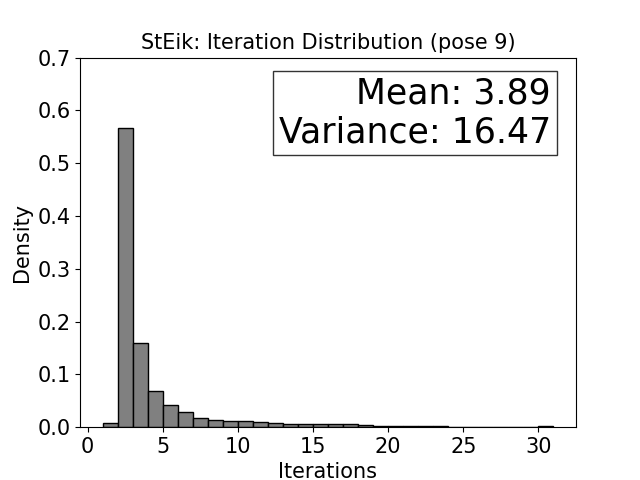 StEik: Iteration Distribution (pose 9)
Mean: 3.89
Variance: 16.47
Density
0.7
0.6
0.5
0.4
0.3
0.2
0.1
0.0
0 5 10 15 20 25 30
Iterations